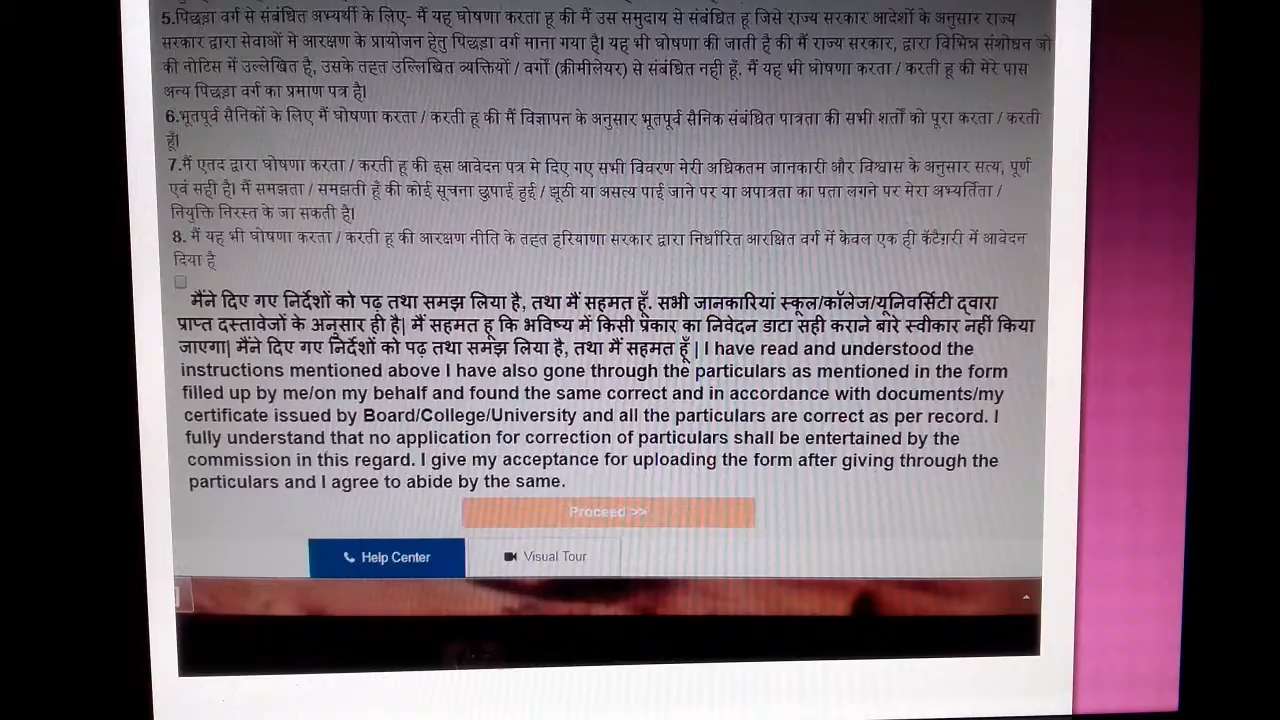 5.पिछड़ा वर्ग से संबंधित अभ्यर्थी के लिए- मैं यह घोषणा करता हू की मैं उस समुदाय से संबंधित हू जिसे राज्य सरकार आदेशों के अनुसार राज्य
सरकार द्वारा सेवाओं मे आरक्षण के प्रायोजन हेतु पिछड़ा वर्ग माना गया है। यह भी घोषणा की जाती है की मैं राज्य सरकार, द्वारा विभिन्न संशोधन जो
की नोटिस में उल्लेखित है, उसके तहत उल्लिखित व्यक्तियों / वर्गों (क्रीमीलेयर) से संबंधित नही हूँ. मैं यह भी घोषणा करता / करती हू की मेरे पास
अन्य पिछड़ा वर्ग का प्रमाण पत्र है।
6.भूतपूर्व सैनिकों के लिए मैं घोषणा करता / करती हू की मैं विज्ञापन के अनुसार भूतपूर्व सैनिक संबंधित पात्रता की सभी शर्तों को पूरा करता / करती
हूँ।
7.मैं एतद द्वारा घोषणा करता / करती हू की इस आवेदन पत्र मे दिए गए सभी विवरण मेरी अधिकतम जानकारी और विश्वास के अनुसार सत्य, पूर्ण
एवं सही है। मैं समझता / समझती हूँ की कोई सूचना छुपाई हुई / झूठी या असत्य पाई जाने पर या अपात्रता का पता लगने पर मेरा अभ्यर्तिता /
नियुक्ति निरस्त के जा सकती है।
8. मैं यह भी घोषणा करता / करती हू की आरक्षण नीति के तहत हरियाणा सरकार द्वारा निर्धारित आरक्षित वर्ग में केवल एक ही कॅटैग़री में आवेदन
दिया है
मैंने दिए गए निर्देशों को पढ़ तथा समझ लिया है, तथा मैं सहमत हूँ. सभी जानकारियां स्कूल/कॉलेज/यूनिवर्सिटी द्वारा
प्राप्त दस्तावेजों के अनुसार ही है| मैं सहमत हू कि भविष्य में किसी प्रकार का निवेदन डाटा सही कराने बारे स्वीकार नहीं किया
जाएगा| मैंने दिए गए निर्देशों को पढ़ तथा समझ लिया है, तथा मैं सहमत हूँ | I have read and understood the
instructions mentioned above I have also gone through the particulars as mentioned in the form
filled up by me/on my behalf and found the same correct and in accordance with documents/my
certificate issued by Board/College/University and all the particulars are correct as per record. I
fully understand that no application for correction of particulars shall be entertained by the
commission in this regard. I give my acceptance for uploading the form after giving through the
particulars and I agree to abide by the same.
Proceed >>
Help Center
Visual Tour